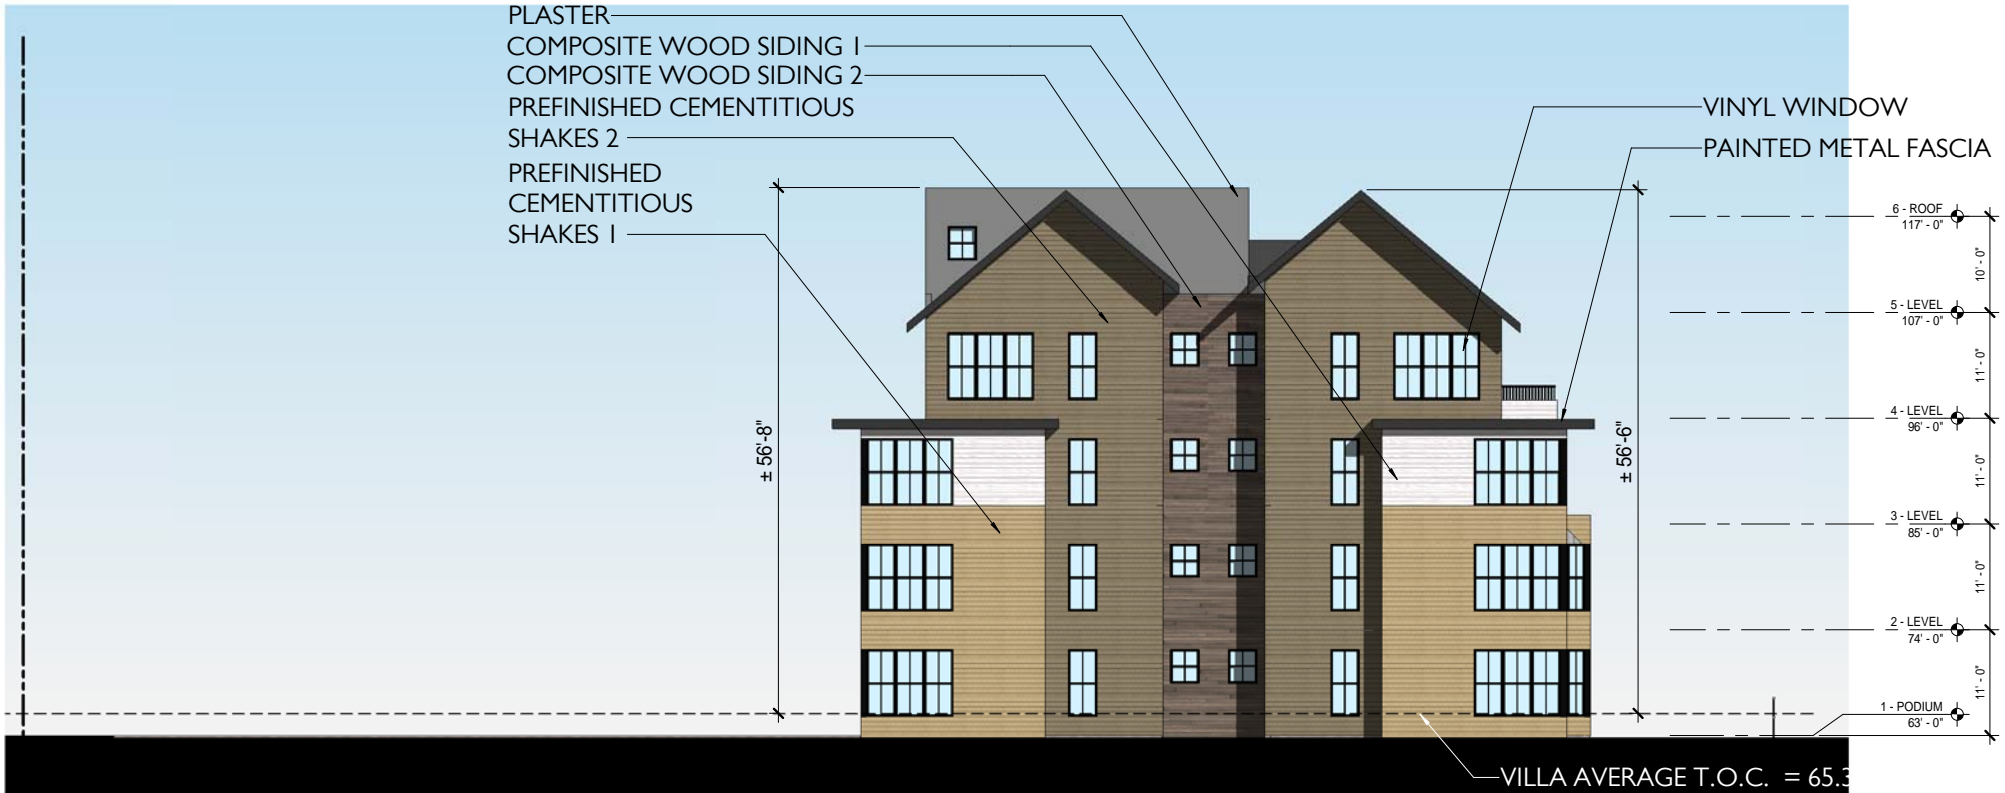 PLASTER
COMPOSITE WOOD SIDING 1
COMPOSITE WOOD SIDING 2
PREFINISHED CEMENTITIOUS
SHAKES 2
PREFINISHED
CEMENTITIOUS
SHAKES 1
VINYL WINDOW
PAINTED METAL FASCIA
± 56'-8"
± 56'-6"
6 - ROOF
117' - 0"
10' - 0"
5 - LEVEL
107' - 0"
11' - 0"
4 - LEVEL
96' - 0"
11' - 0"
3 - LEVEL
85' - 0"
11' - 0"
2 - LEVEL
74' - 0"
11' - 0"
1 - PODIUM
63' - 0"
VILLA AVERAGE T.O.C. = 65.3